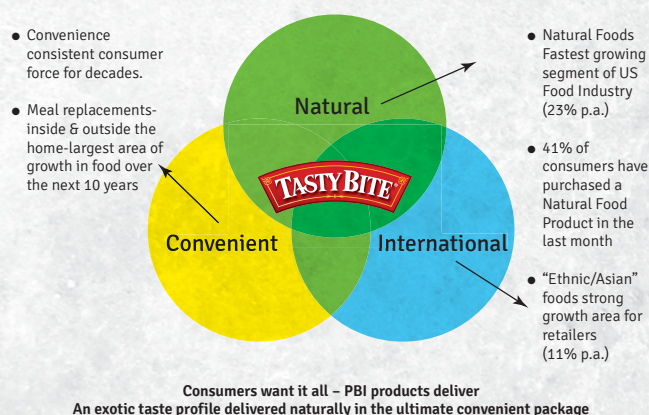 ● Convenience
consistent consumer
force for decades.
● Meal replacements-
inside & outside the
home-largest area of
growth in food over
the next 10 years
Natural
TASTY BITE
Convenient
International
● Natural Foods
Fastest growing
segment of US
Food Industry
(23% p.a.)
● 41% of
consumers have
purchased a
Natural Food
Product in the
last month
● “Ethnic/Asian”
foods strong
growth area for
retailers
(11% p.a.)
Consumers want it all – PBI products deliver
An exotic taste profile delivered naturally in the ultimate convenient package